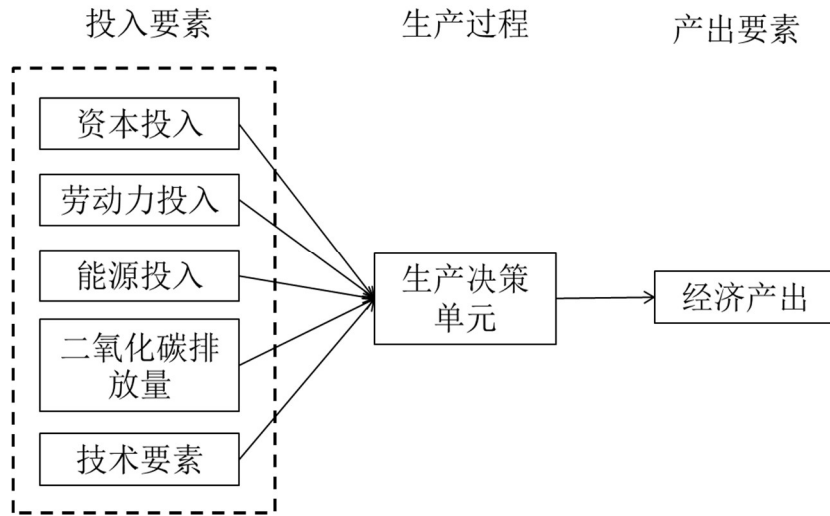 投入要素
生产过程
产出要素
资本投入
劳动力投入
能源投入
二氧化碳排
放量
技术要素
生产决策
单元
经济产出